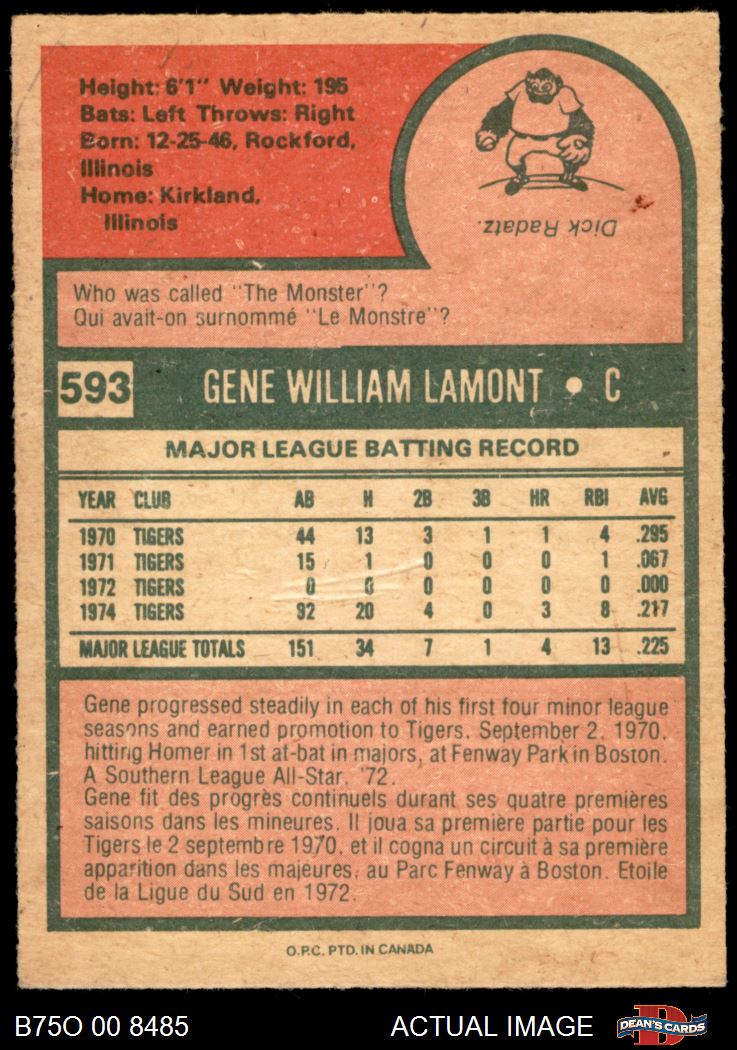 Height: 6'1" Weight: 195
Bats: Left Throws: Right
Born: 12-25-46, Rockford,
Illinois
Home: Kirkland,
Illinois
Dick Radatz.
Who was called "The Monster"?
Qui avait-on surnommé "Le Monstre"?
593 GENE WILLIAM LAMONT • C
MAJOR LEAGUE BATTING RECORD
YEAR CLUB AB H 2B 3B HR RBI AVG
1970 TIGERS 44 13 3 1 1 4 .295
1971 TIGERS 15 1 0 0 0 1 .067
1972 TIGERS 0 0 0 0 0 0 .000
1974 TIGERS 92 20 4 0 3 8 .217
MAJOR LEAGUE TOTALS 151 34 7 1 4 13 .225
Gene progressed steadily in each of his first four minor league
seasons and earned promotion to Tigers, September 2, 1970,
hitting Homer in 1st at-bat in majors, at Fenway Park in Boston.
A Southern League All-Star, '72.
Gene fit des progrès continuels durant ses quatre premières
saisons dans les mineures. Il joua sa première partie pour les
Tigers le 2 septembre 1970, et il cogna un circuit à sa première
apparition dans les majeures, au Parc Fenway à Boston. Etoile
de la Ligue du Sud en 1972.
O.P.C. PTD. IN CANADA
B75O 00 8485 ACTUAL IMAGE DEAN'S CARDS